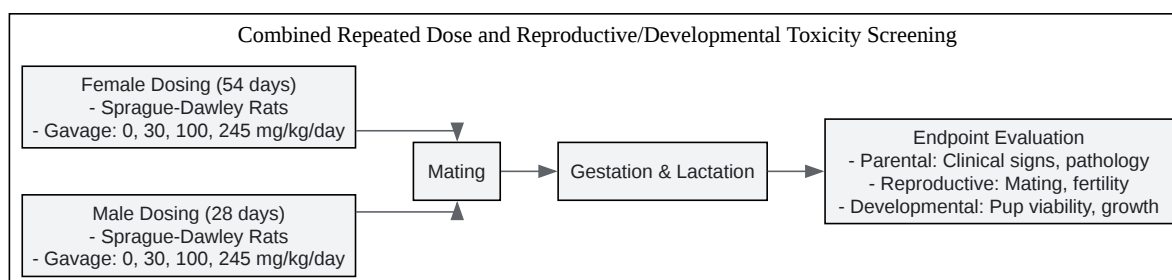 Combined Repeated Dose and Reproductive/Developmental Toxicity Screening
Female Dosing (54 days)
- Sprague-Dawley Rats
- Gavage: 0, 30, 100, 245 mg/kg/day
Male Dosing (28 days)
- Sprague-Dawley Rats
- Gavage: 0, 30, 100, 245 mg/kg/day
Mating
Gestation & Lactation
Endpoint Evaluation
- Parental: Clinical signs, pathology
- Reproductive: Mating, fertility
- Developmental: Pup viability, growth